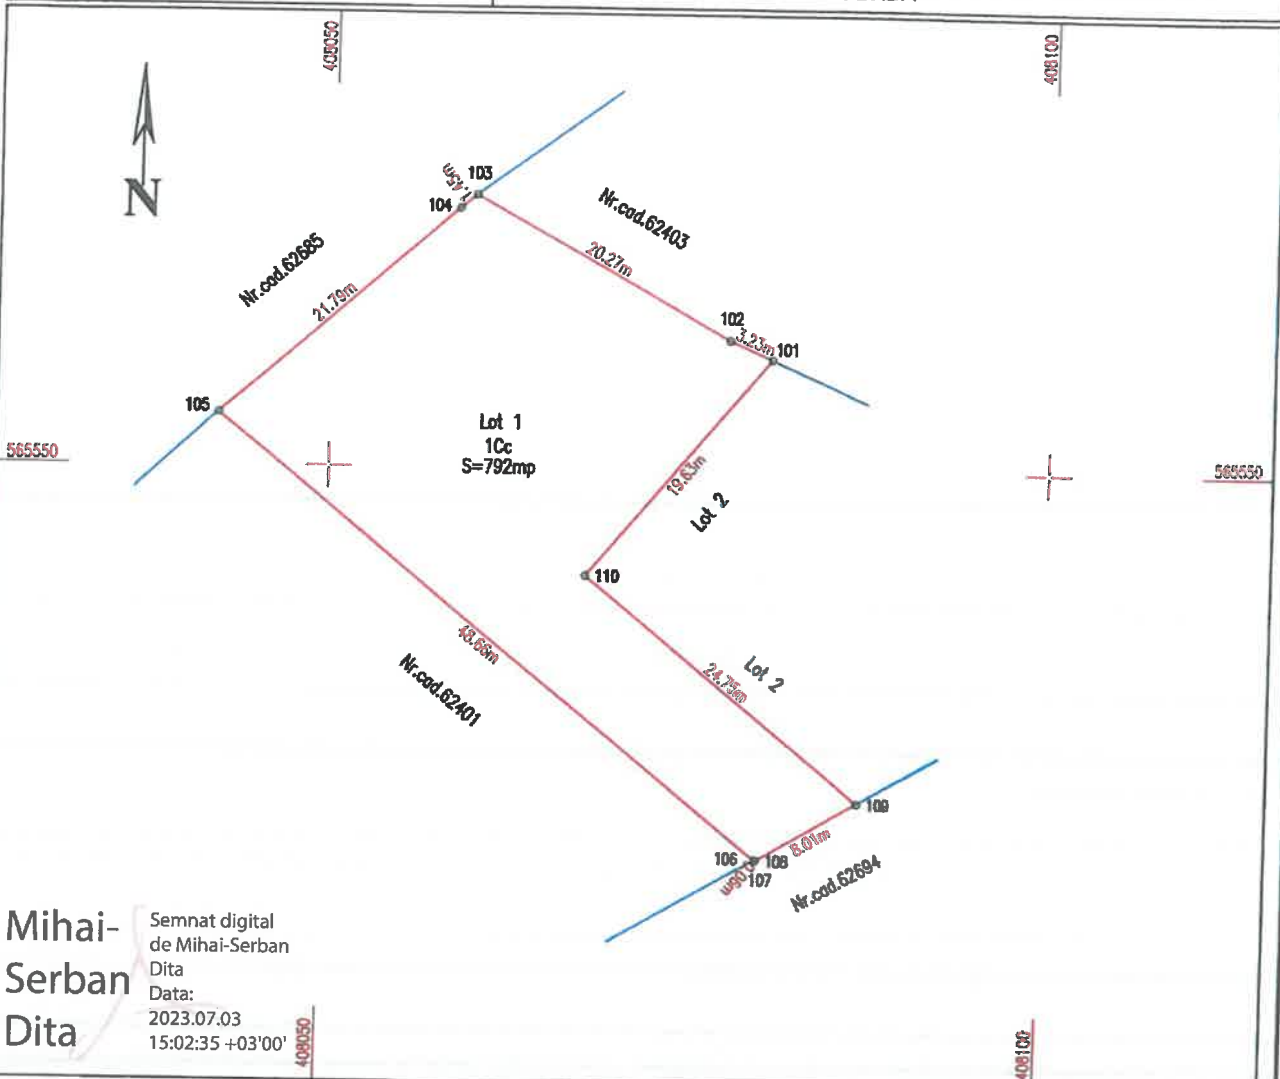 408050
408100
N
103
1.45m
104
Nr.cad.62403
20.27m
Nr.cad.62685
21.79m
102
3.23m
101
105
Lot 1
1Cc
S=792mp
565550
565550
19.63m
Lot 2
110
48.66m
Nr.cad.62401
24.75m
Lot 2
109
8.01m
106
108
107
Nr.cad.62694
Mihai-
Serban
Dita
Semnat digital
de Mihai-Serban
Dita
Data:
2023.07.03
15:02:35 +03'00'
408050
408100